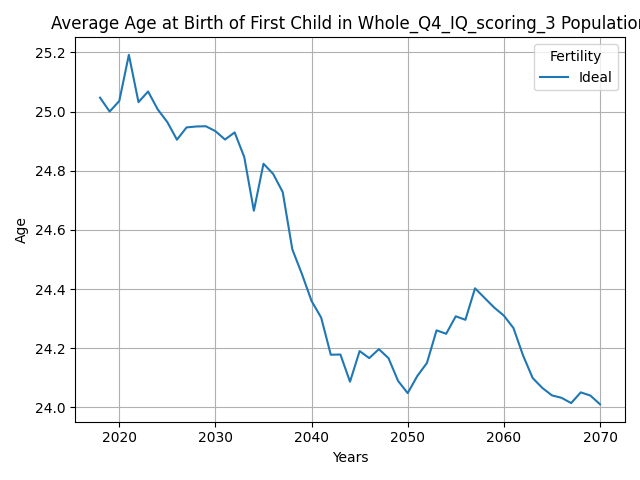 Average Age at Birth of First Child in Whole_Q4_IQ_scoring_3 Population
Fertility
Ideal
25.2
25.0
24.8
24.6
24.4
24.2
24.0
Age
2020 2030 2040 2050 2060 2070
Years